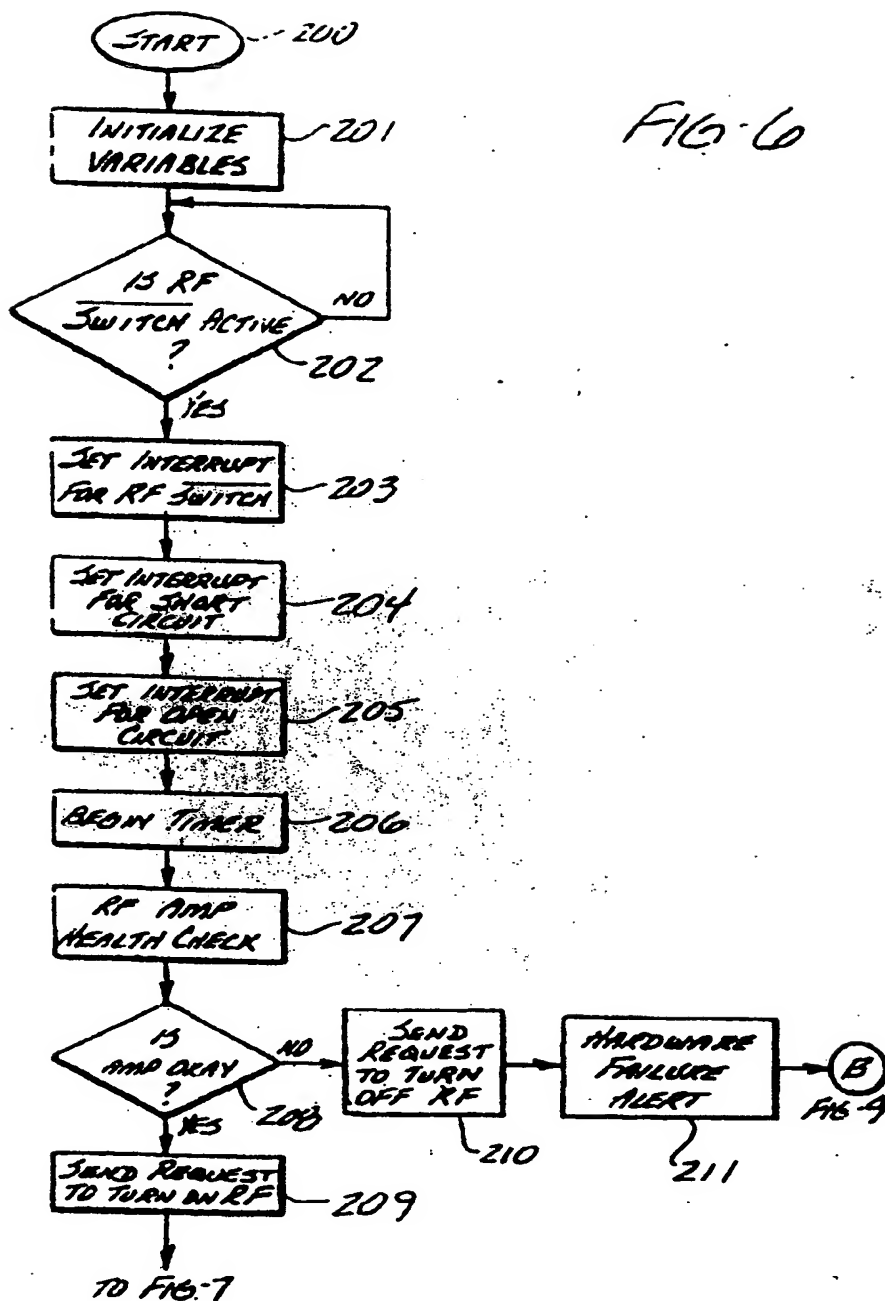 START
200
FIG-6
INITIALIZE
VARIABLES
201
IS RF
SWITCH ACTIVE
?
NO
202
YES
SET INTERRUPT
FOR RF SWITCH
203
SET INTERRUPT
FOR SHORT
CIRCUIT
204
SET INTERRUPT
FOR OPEN
CIRCUIT
205
BEGIN TIMER
206
RF AMP
HEALTH CHECK
207
IS
AMP OKAY
?
NO
208
YES
SEND REQUEST
TO TURN OFF RF
210
HARDWARE
FAILURE
ALERT
211
B
FIG-9
SEND REQUEST
TO TURN ON RF
209
TO FIG-7